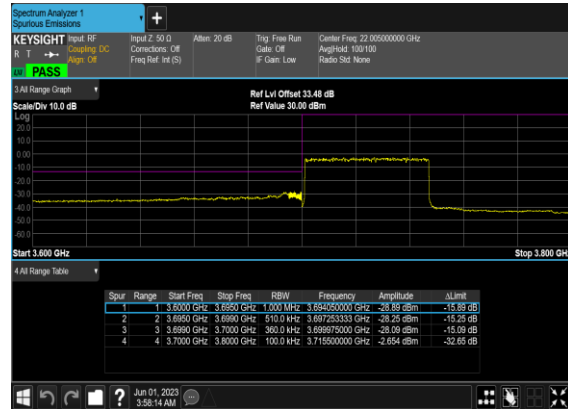 Spectrum Analyzer 1
Spurious Emissions
+
KEYSIGHT Input: RF Input Z: 50 Ω Atten: 20 dB Trig: Free Run Center Freq: 22.005000000 GHz
R T Coupling: DC Corrections: Off Gate: Off Avg|Hold: 100/100
Align: Off Freq Ref: Int (S) IF Gain: Low Radio Std: None
PASS
3 All Range Graph
Ref Lvl Offset 33.48 dB
Scale/Div 10.0 dB Ref Value 30.00 dBm
Log
20.0
10.0
0.00
-10.0
-20.0
-30.0
-40.0
-50.0
-60.0
Start 3.600 GHz Stop 3.800 GHz
4 All Range Table
Spur Range Start Freq Stop Freq RBW Frequency Amplitude ΔLimit
1 1 3.6000 GHz 3.6950 GHz 1.000 MHz 3.694050000 GHz -28.89 dBm -15.89 dB
2 2 3.6950 GHz 3.6990 GHz 510.0 kHz 3.697253333 GHz -28.25 dBm -15.25 dB
3 3 3.6990 GHz 3.7000 GHz 360.0 kHz 3.699975000 GHz -28.09 dBm -15.09 dB
4 4 3.7000 GHz 3.8000 GHz 100.0 kHz 3.715500000 GHz -2.654 dBm -32.65 dB
? Jun 01, 2023
3:58:14 AM